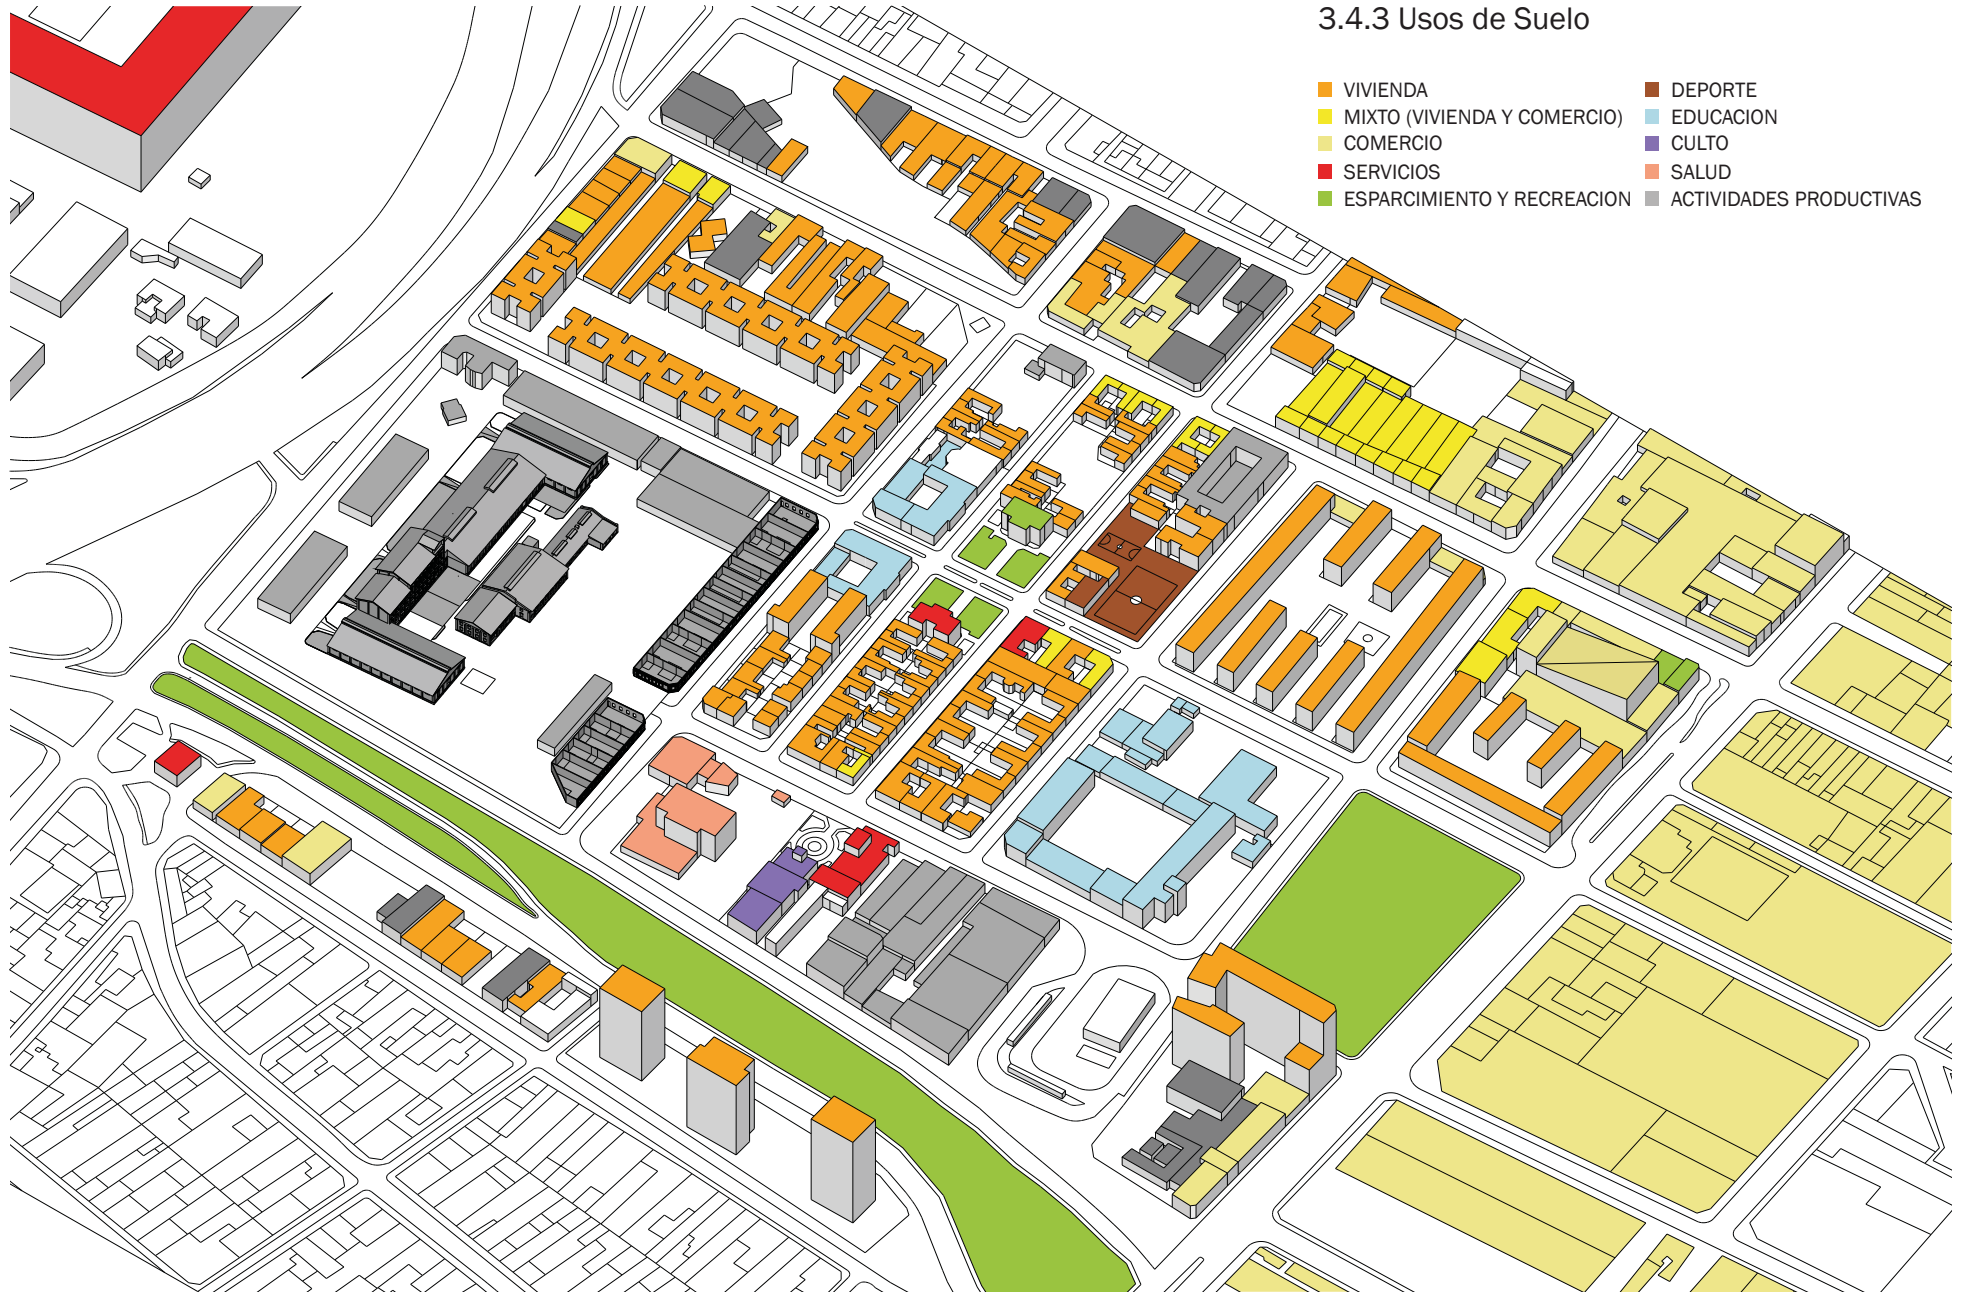 3.4.3 Usos de Suelo
VIVIENDA
MIXTO (VIVIENDA Y COMERCIO)
COMERCIO
SERVICIOS
ESPARCIMIENTO Y RECREACION
DEPORTE
EDUCACION
CULTO
SALUD
ACTIVIDADES PRODUCTIVAS